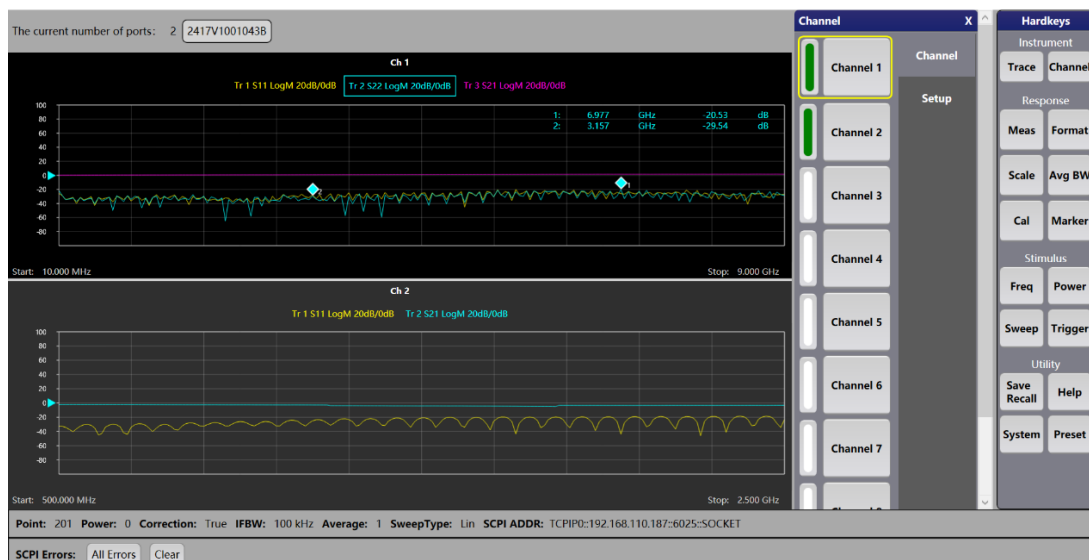 The current number of ports: 2 2417V1001043B
Ch 1
Tr 1 S11 LogM 20dB/0dB Tr 2 S22 LogM 20dB/0dB Tr 3 S21 LogM 20dB/0dB
1: 6.977 GHz -20.53 dB
2: 3.157 GHz -29.54 dB
100
80
60
40
20
0
-20
-40
-60
-80
Start: 10.000 MHz Stop: 9.000 GHz
Ch 2
Tr 1 S11 LogM 20dB/0dB Tr 2 S21 LogM 20dB/0dB
100
80
60
40
20
0
-20
-40
-60
-80
Start: 500.000 MHz Stop: 2.500 GHz
Point: 201 Power: 0 Correction: True IFBW: 100 kHz Average: 1 SweepType: Lin SCPI ADDR: TCPIP0::192.168.110.187::6025::SOCKET
SCPI Errors: All Errors Clear
Channel X
Channel 1
Channel 2
Channel 3
Channel 4
Channel 5
Channel 6
Channel 7
Channel
Setup
Hardkeys
Instrument
Trace Channel
Response
Meas Format
Scale Avg BW
Cal Marker
Stimulus
Freq Power
Sweep Trigger
Utility
Save Recall Help
System Preset